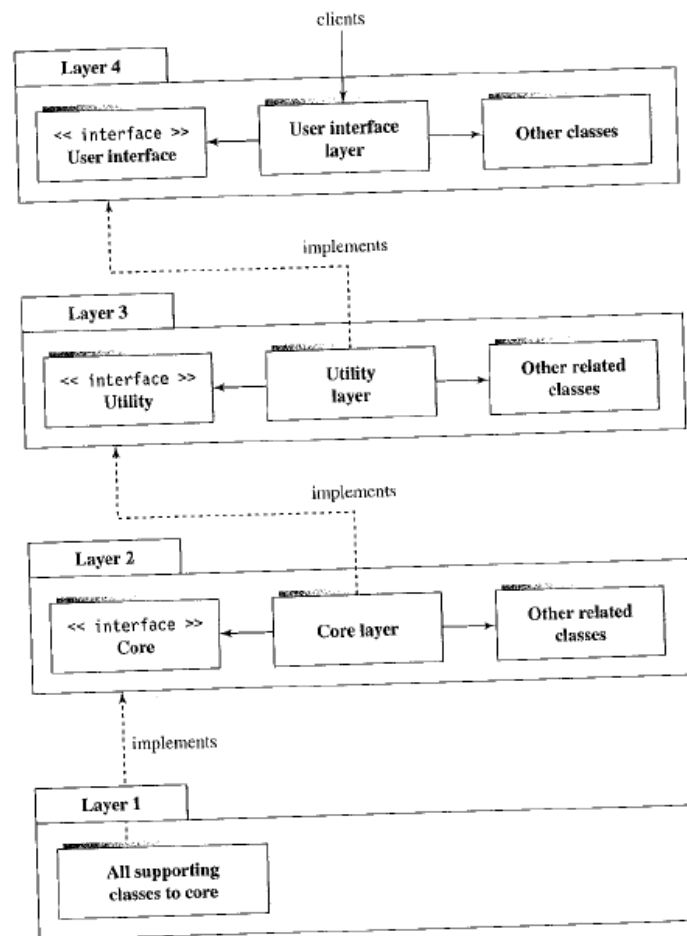 clients
Layer 4
<< interface >>
User interface
User interface
layer
Other classes
implements
Layer 3
<< interface >>
Utility
Utility
layer
Other related
classes
implements
Layer 2
<< interface >>
Core
Core layer
Other related
classes
implements
Layer 1
All supporting
classes to core